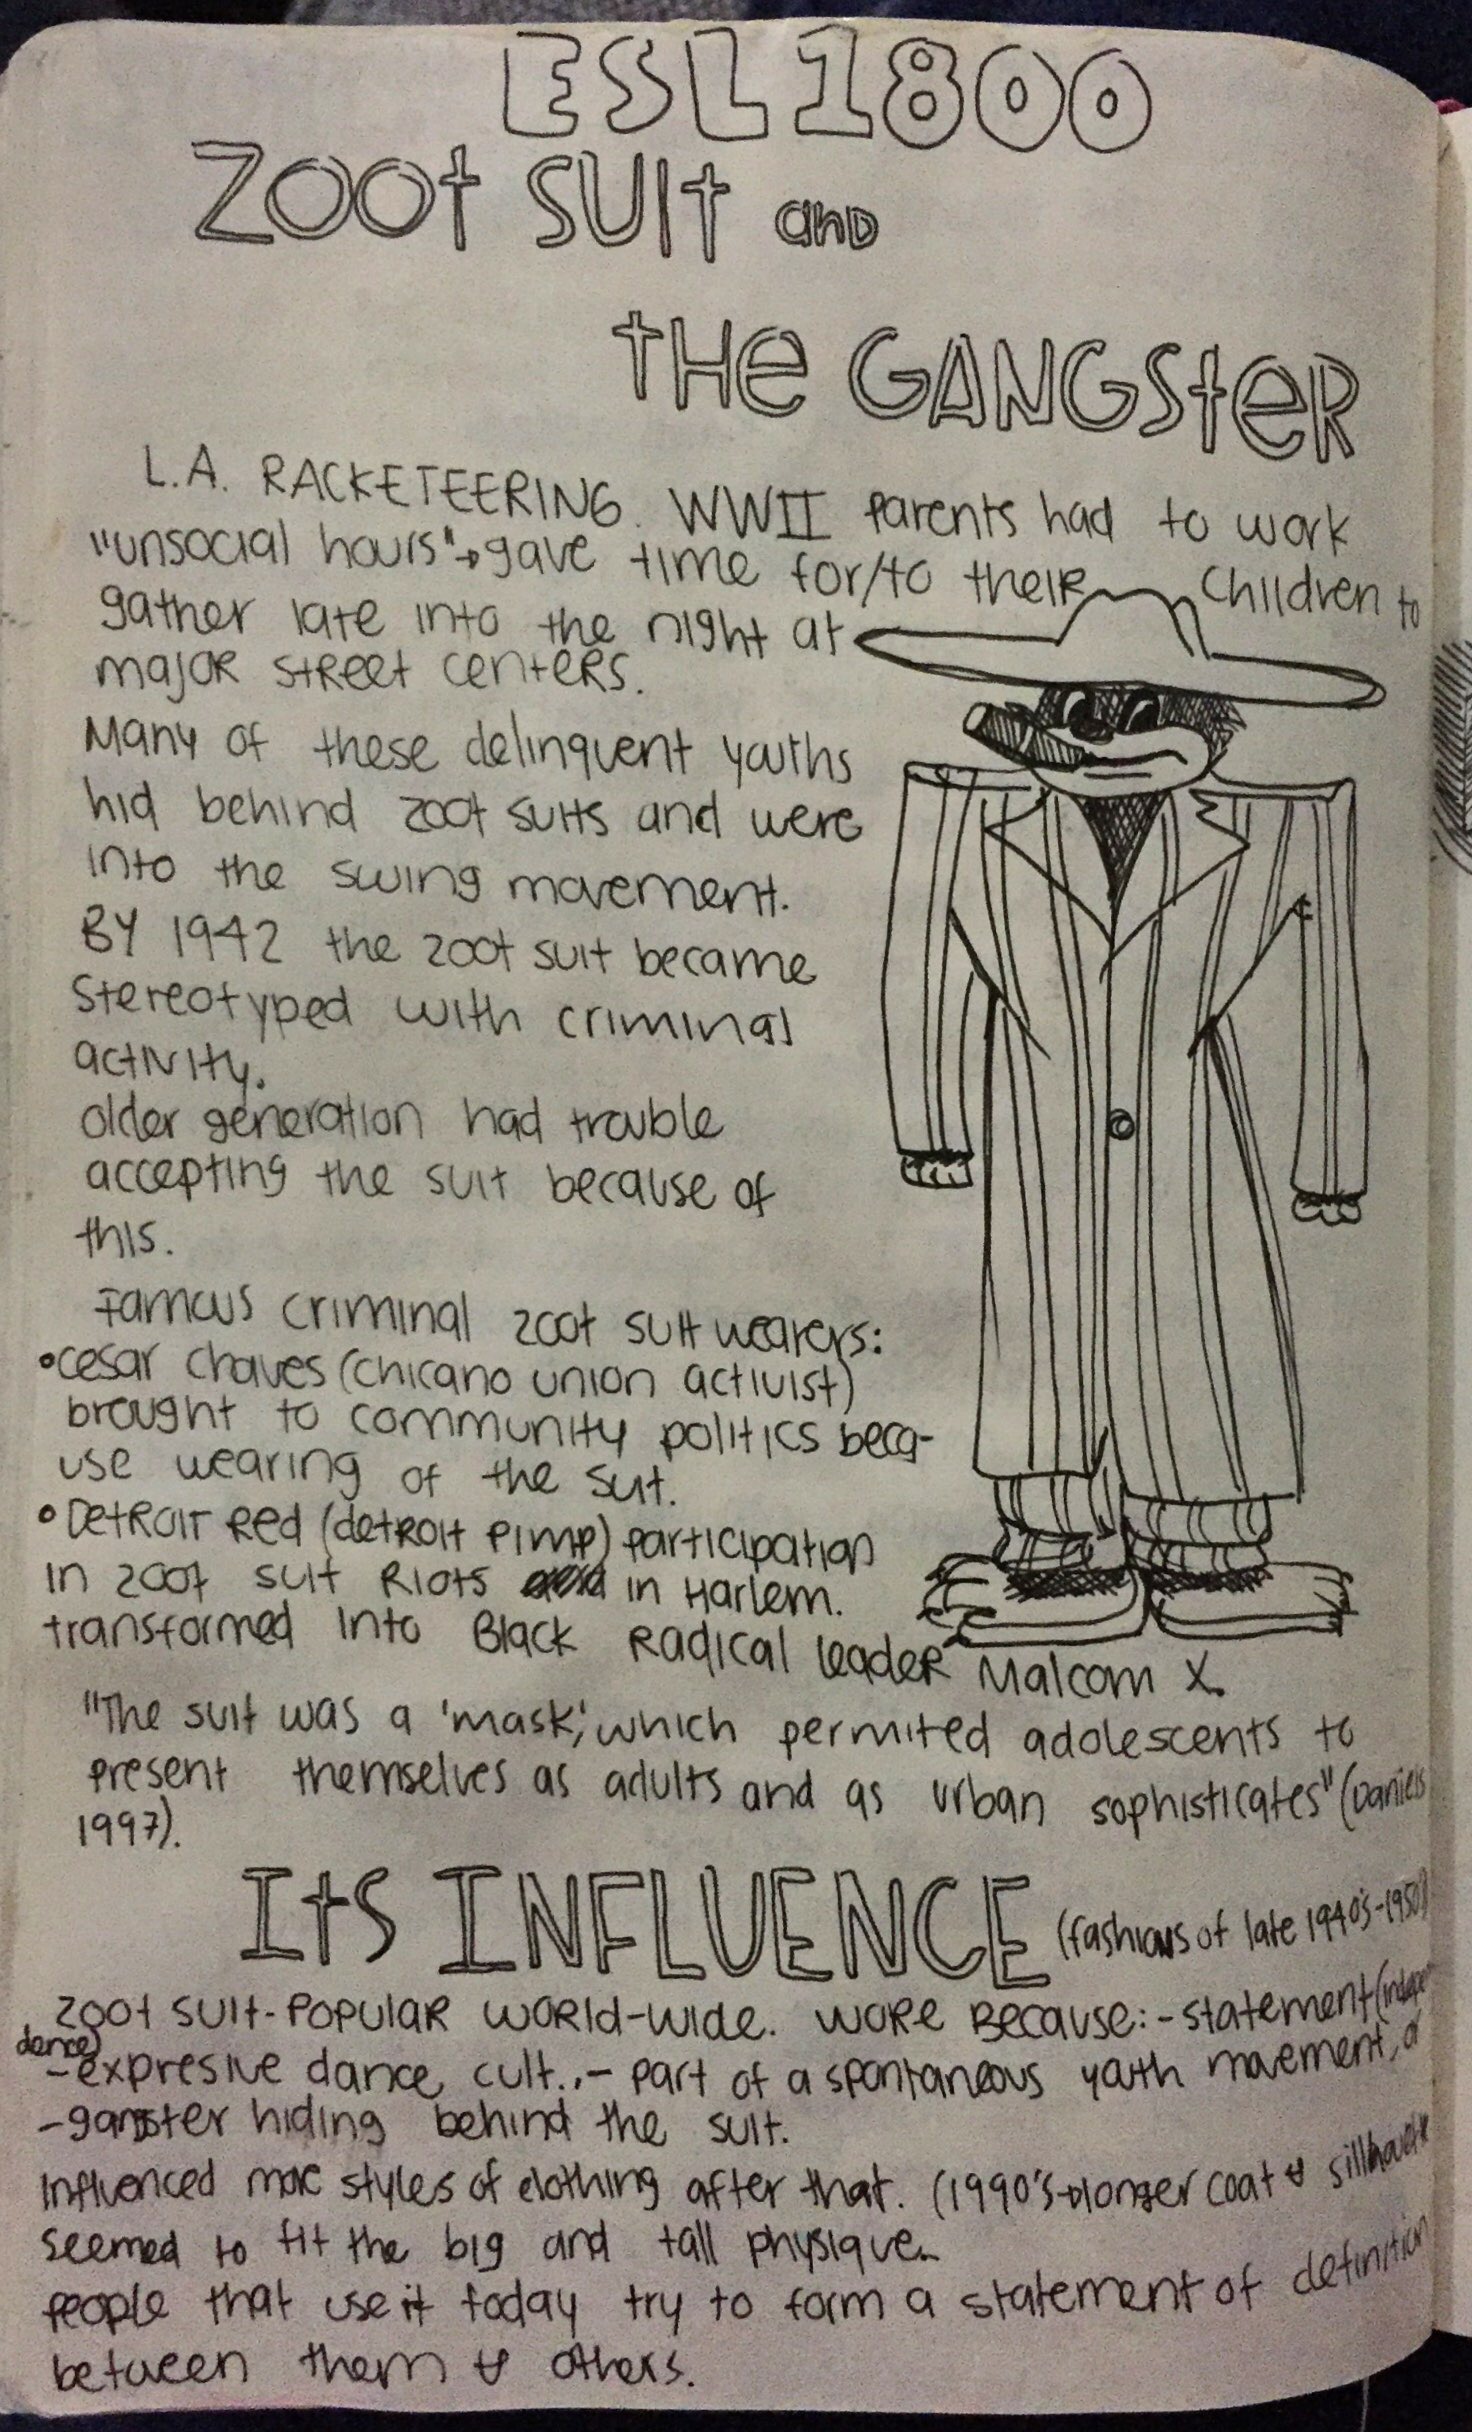 ESL 1800
Zoot Suit and
the Gangster
L.A. RACKETEERING. WWII parents had to work
"unsocial hours"→gave time for/to their children to
gather late into the night at
major street centers.
Many of these delinquent youths
hid behind zoot suits and were
into the swing movement.
By 1942 the zoot suit became
stereotyped with criminal
activity.
older generation had trouble
accepting the suit because of
this.
Famous criminal zoot suit wearers:
•Cesar Chaves (Chicano union activist)
brought to community politics beca-
use wearing of the suit.
•Detroit Red (detroit pimp) participation
in zoot suit Riots in Harlem.
transformed into Black Radical leader Malcom X.
"The suit was a 'mask,' which permited adolescents to
present themselves as adults and as urban sophisticates" (Daniels
1997).
Its INFLUENCE (fashions of late 1940's-1950's)
zoot suit-popular world-wide. wore because: -statement (indepen
dence)
-expresive dance cult.,- part of a spontaneous youth movement, or
-gangster hiding behind the suit.
Influenced more styles of clothing after that. (1990's→longer coat &
seemed to fit the big and tall physique.
people that use it today try to form a statement of definition
between them & others.